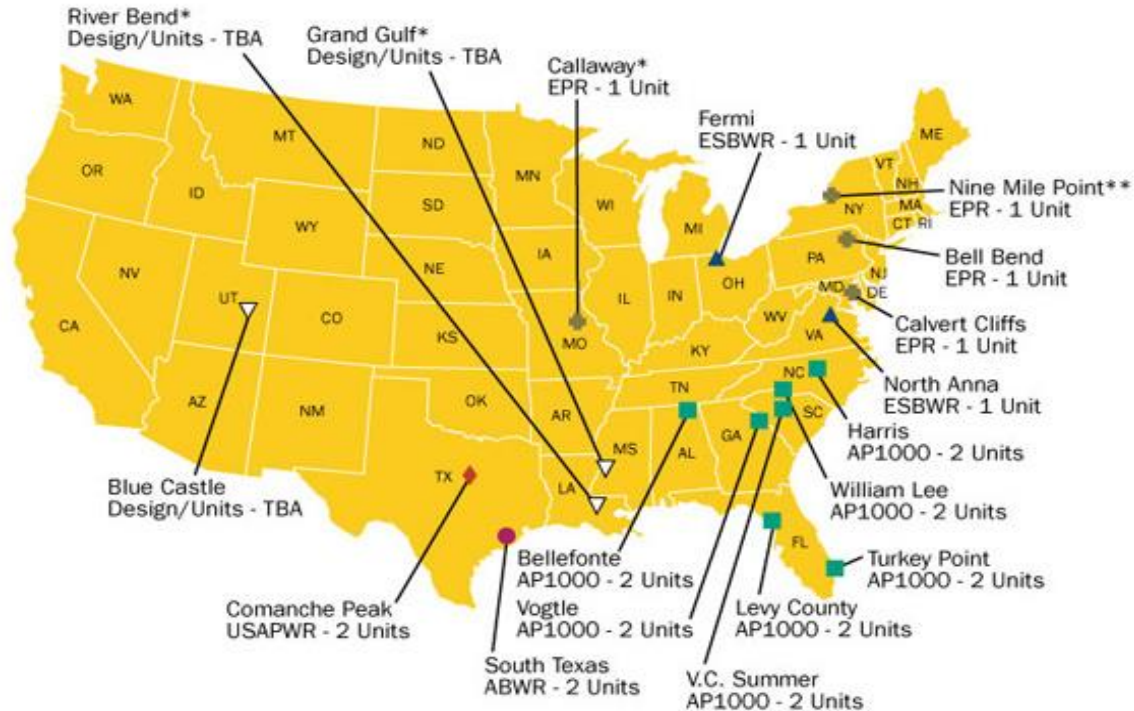 River Bend*
Design/Units - TBA
Grand Gulf*
Design/Units - TBA
Callaway*
EPR - 1 Unit
Fermi
ESBWR - 1 Unit
Nine Mile Point**
EPR - 1 Unit
Bell Bend
EPR - 1 Unit
Calvert Cliffs
EPR - 1 Unit
North Anna
ESBWR - 1 Unit
Harris
AP1000 - 2 Units
William Lee
AP1000 - 2 Units
Turkey Point
AP1000 - 2 Units
Levy County
AP1000 - 2 Units
V.C. Summer
AP1000 - 2 Units
Bellefonte
AP1000 - 2 Units
Vogtle
AP1000 - 2 Units
South Texas
ABWR - 2 Units
Comanche Peak
USAPWR - 2 Units
Blue Castle
Design/Units - TBA
WA
MT
ND
MN
OR
ID
SD
WI
MI
WY
IA
NE
NV
UT
CO
CA
KS
MO
IL
IN
OH
KY
WV
PA
NY
VT
NH
ME
MA
CT
RI
NJ
DE
MD
VA
NC
SC
TN
AZ
NM
OK
AR
TX
LA
MS
AL
GA
FL